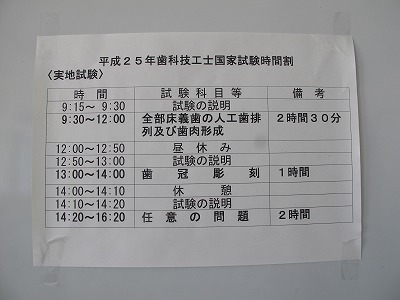 平成２５年歯科技工士国家試験時間割
〈実地試験〉
時間 試験科目等 備考
9:15～ 9:30 試験の説明
9:30～12:00 全部床義歯の人工歯排列及び歯肉形成 ２時間３０分
12:00～12:50 昼休み
12:50～13:00 試験の説明
13:00～14:00 歯冠彫刻 １時間
14:00～14:10 休憩
14:10～14:20 試験の説明
14:20～16:20 任意の問題 ２時間